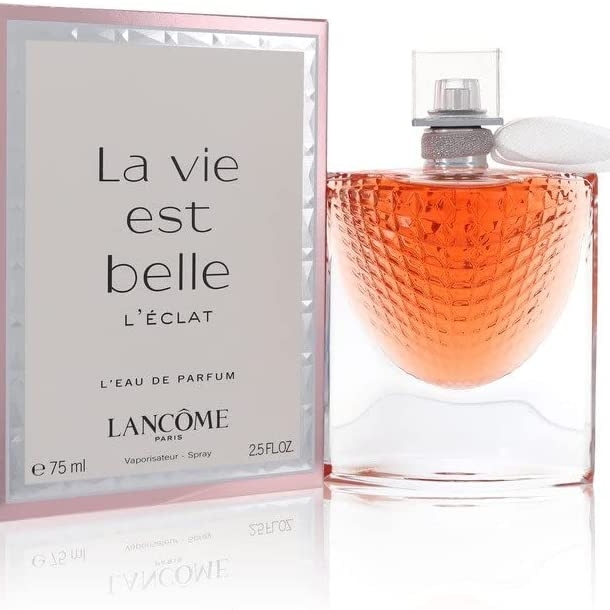 La vie
est
belle
L'ÉCLAT
L'EAU DE PARFUM
LANCÔME
PARIS
Vaporisateur - Spray
℮ 75 ml 2.5 FL.OZ.